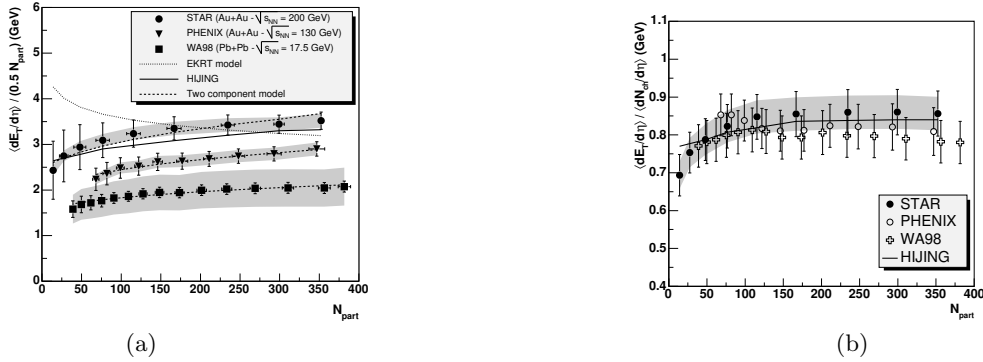 ⟨dE_T/dη⟩ / (0.5 N_part) (GeV)
6
5
4
3
2
1
0
STAR (Au+Au - √s_NN = 200 GeV)
PHENIX (Au+Au - √s_NN = 130 GeV)
WA98 (Pb+Pb - √s_NN = 17.5 GeV)
EKRT model
HIJING
Two component model
0 50 100 150 200 250 300 350 400
N_part
(a)
⟨dE_T/dη⟩ / ⟨dN_ch/dη⟩ (GeV)
1
0.9
0.8
0.7
0.6
0.5
0.4
STAR
PHENIX
WA98
HIJING
0 50 100 150 200 250 300 350 400
N_part
(b)